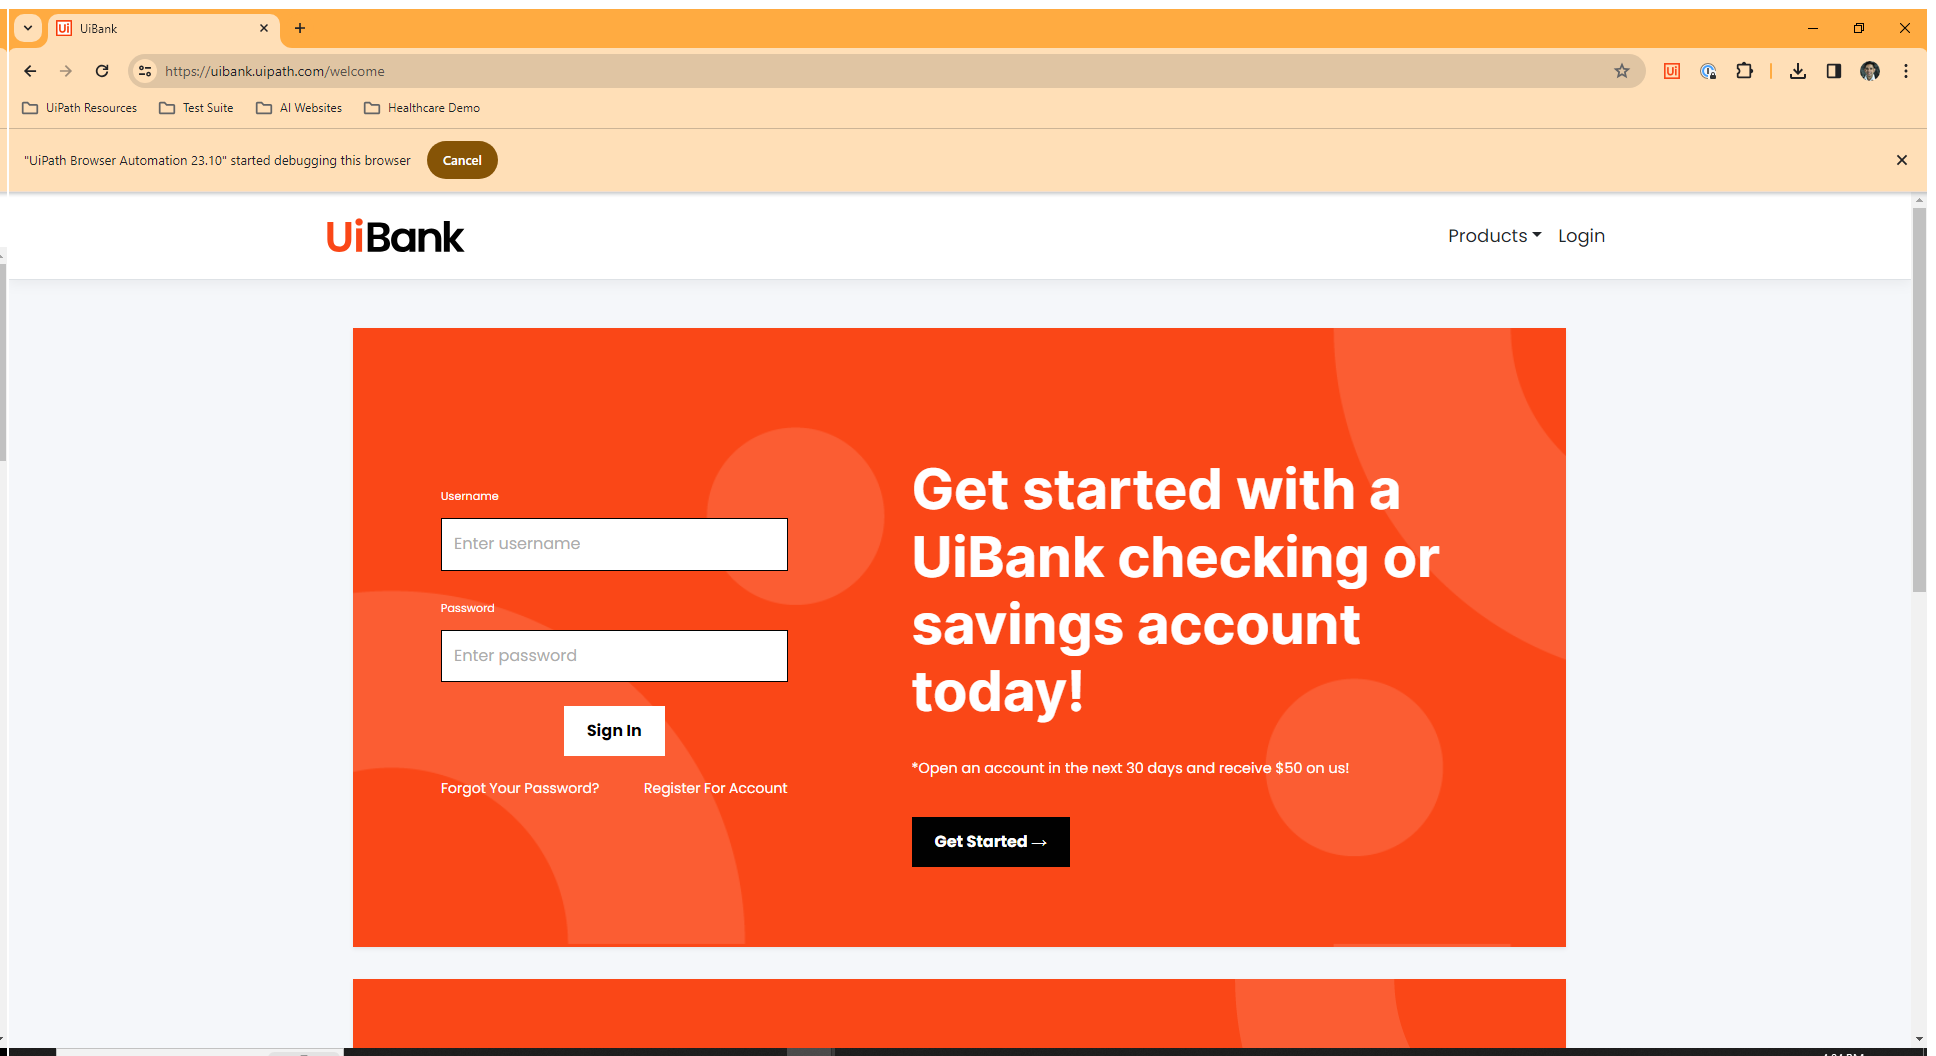 Ui UiBank
https://uibank.uipath.com/welcome
Ui
UiPath Resources Test Suite AI Websites Healthcare Demo
"UiPath Browser Automation 23.10" started debugging this browser Cancel
UiBank
Products Login
Username
Enter username
Password
Enter password
Sign In
Forgot Your Password? Register For Account
Get started with a
UiBank checking or
savings account
today!
*Open an account in the next 30 days and receive $50 on us!
Get Started →